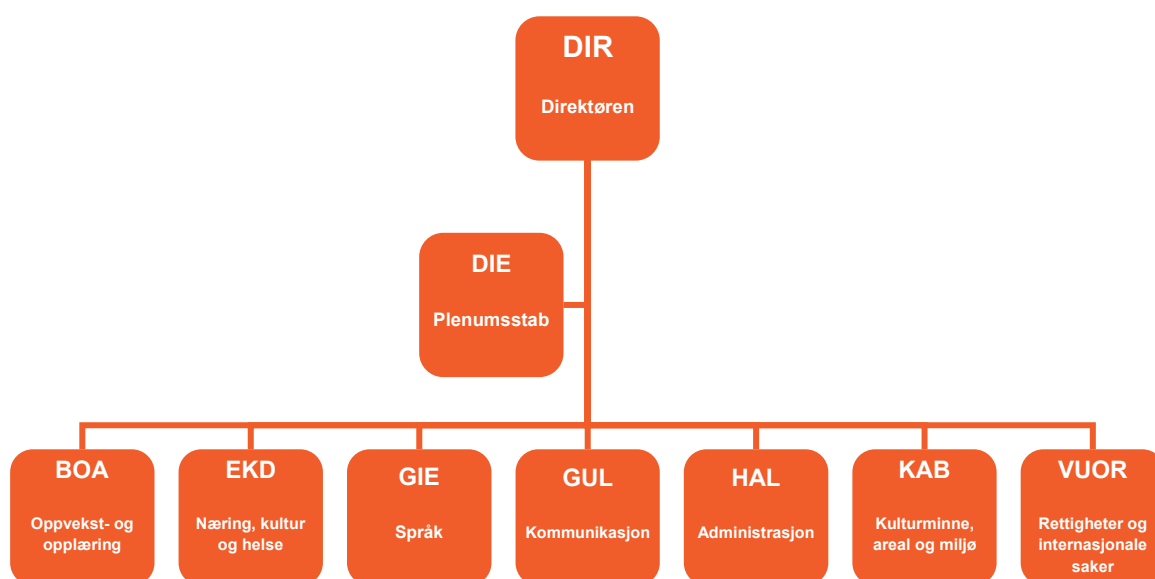 DIR
Direktøren
DIE
Plenumsstab
BOA
Oppvekst- og
opplæring
EKD
Næring, kultur
og helse
GIE
Språk
GUL
Kommunikasjon
HAL
Administrasjon
KAB
Kulturminne,
areal og miljø
VUOR
Rettigheter og
internasjonale
saker